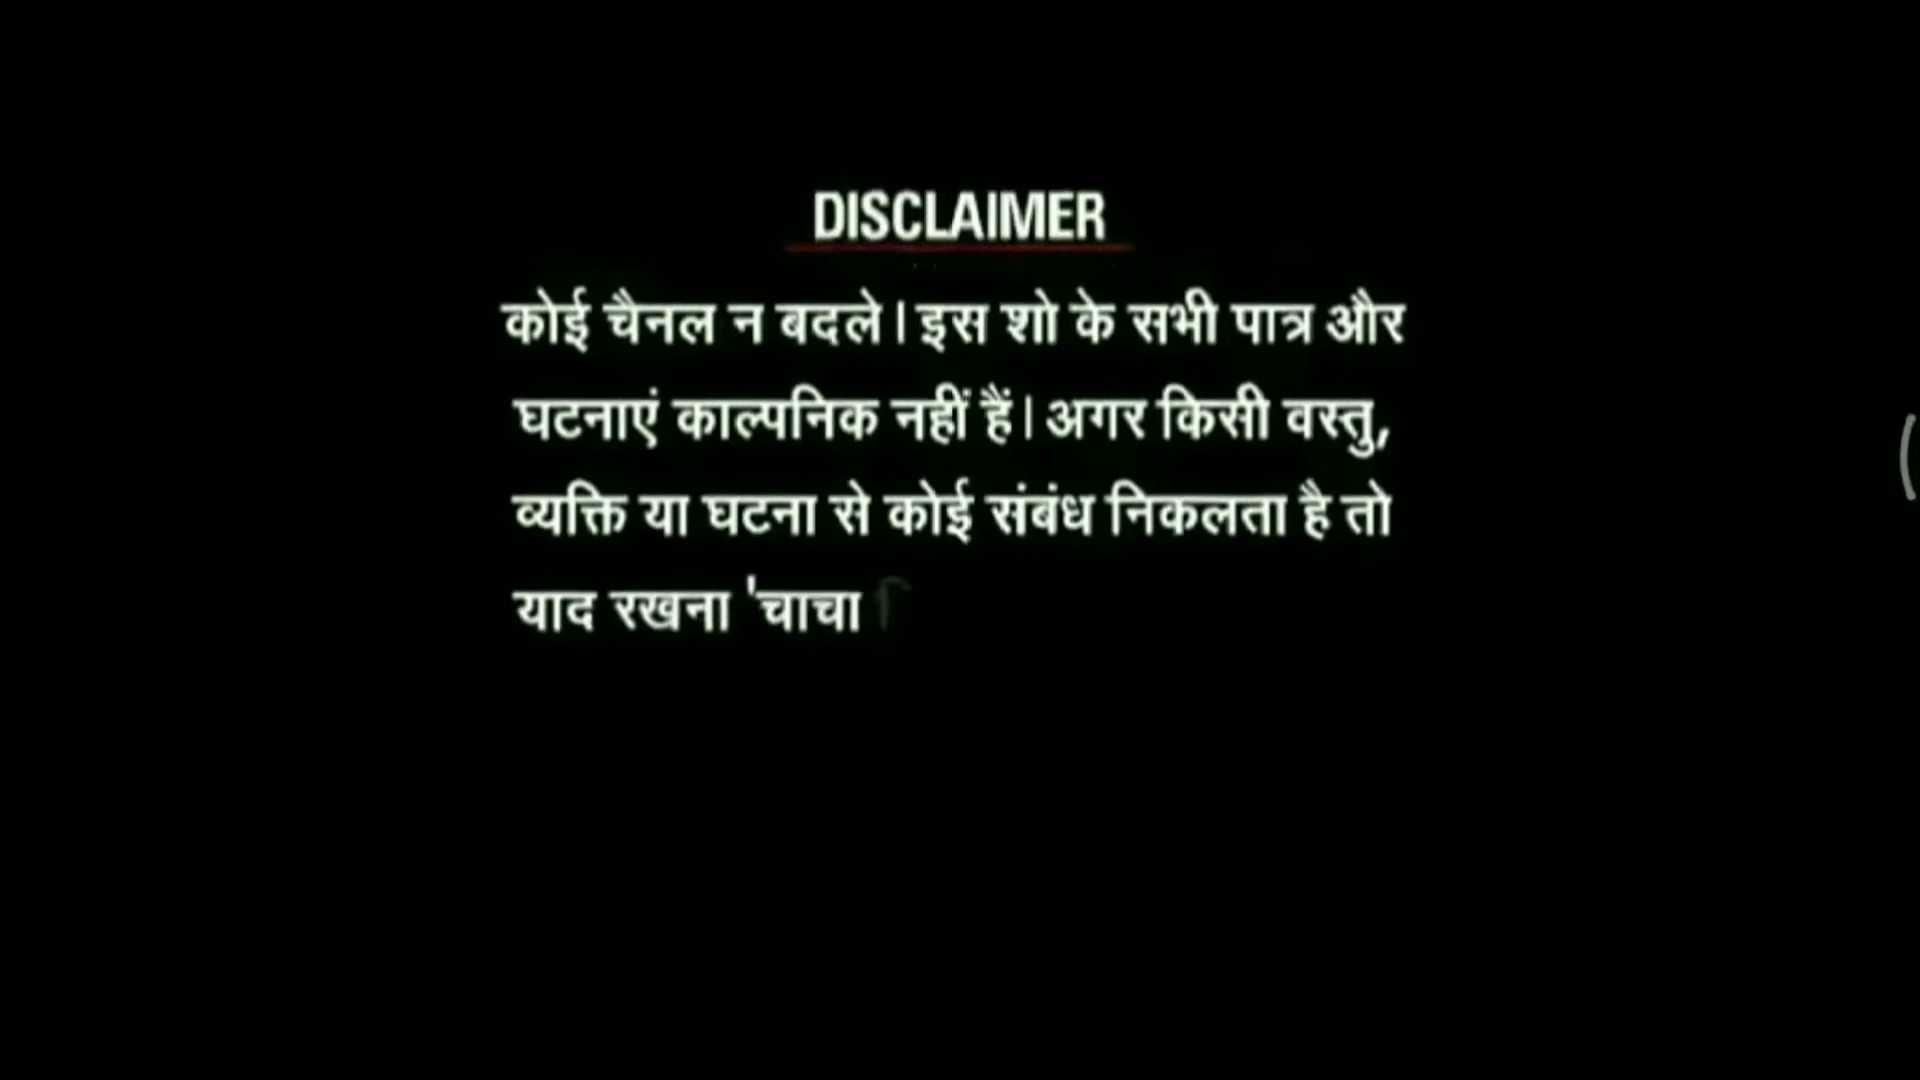 DISCLAIMER
कोई चैनल न बदले। इस शो के सभी पात्र और
घटनाएं काल्पनिक नहीं हैं। अगर किसी वस्तु,
व्यक्ति या घटना से कोई संबंध निकलता है तो
याद रखना 'चाचा